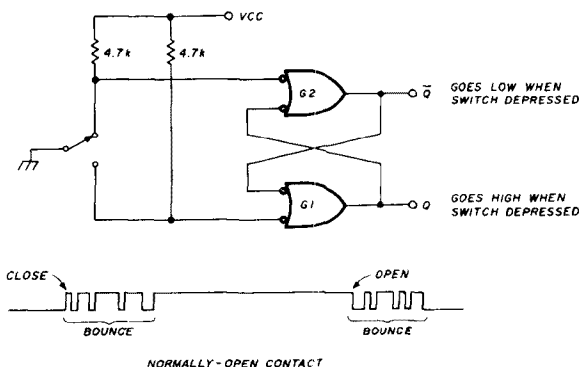 VCC
4.7k
4.7k
G2
Q̅
GOES LOW WHEN
SWITCH DEPRESSED
G1
Q
GOES HIGH WHEN
SWITCH DEPRESSED
CLOSE
OPEN
BOUNCE
BOUNCE
NORMALLY-OPEN CONTACT